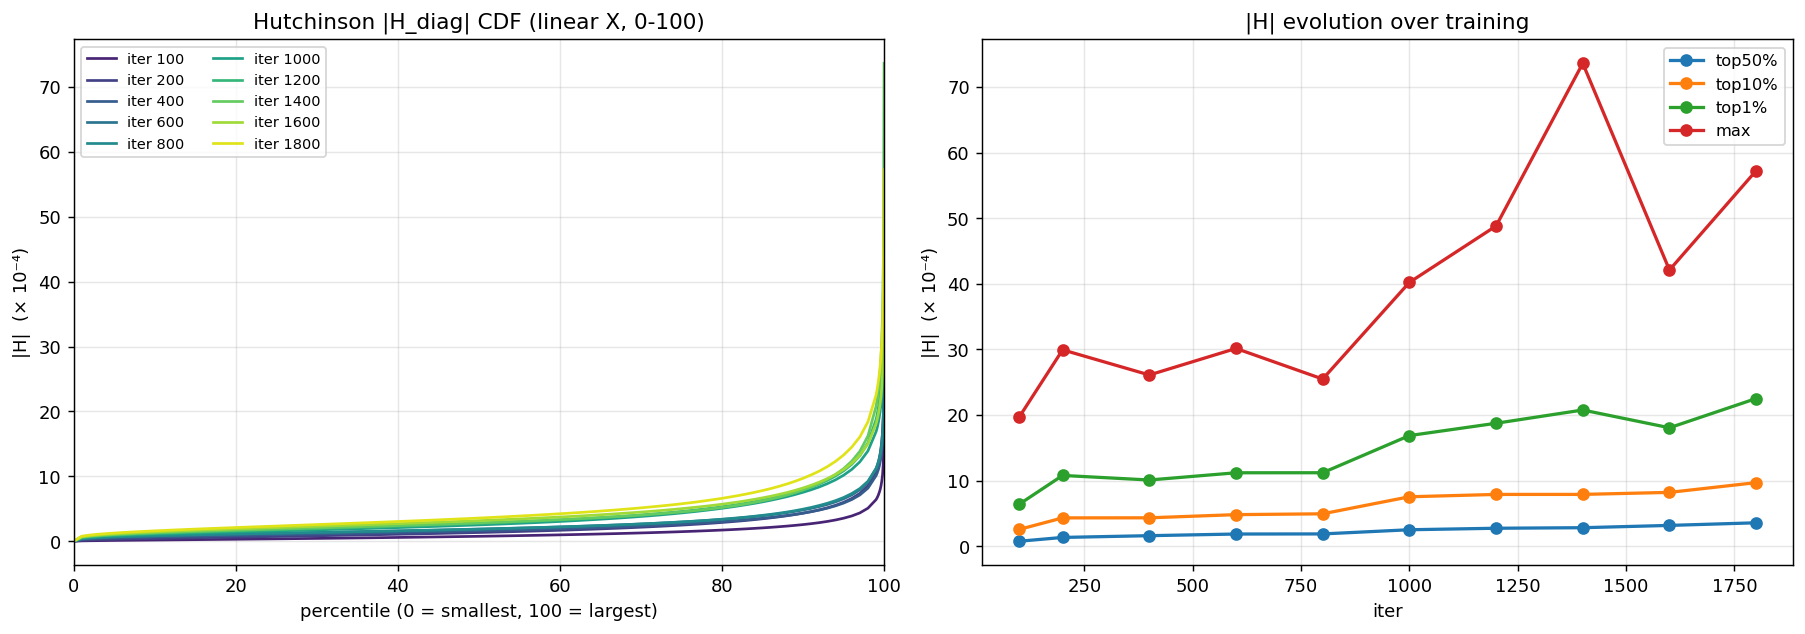 Hutchinson |H_diag| CDF (linear X, 0-100)
|H| (× 10⁻⁴)
70
60
50
40
30
20
10
0
iter 100
iter 200
iter 400
iter 600
iter 800
iter 1000
iter 1200
iter 1400
iter 1600
iter 1800
0 20 40 60 80 100
percentile (0 = smallest, 100 = largest)
|H| evolution over training
|H| (× 10⁻⁴)
70
60
50
40
30
20
10
0
top50%
top10%
top1%
max
250 500 750 1000 1250 1500 1750
iter